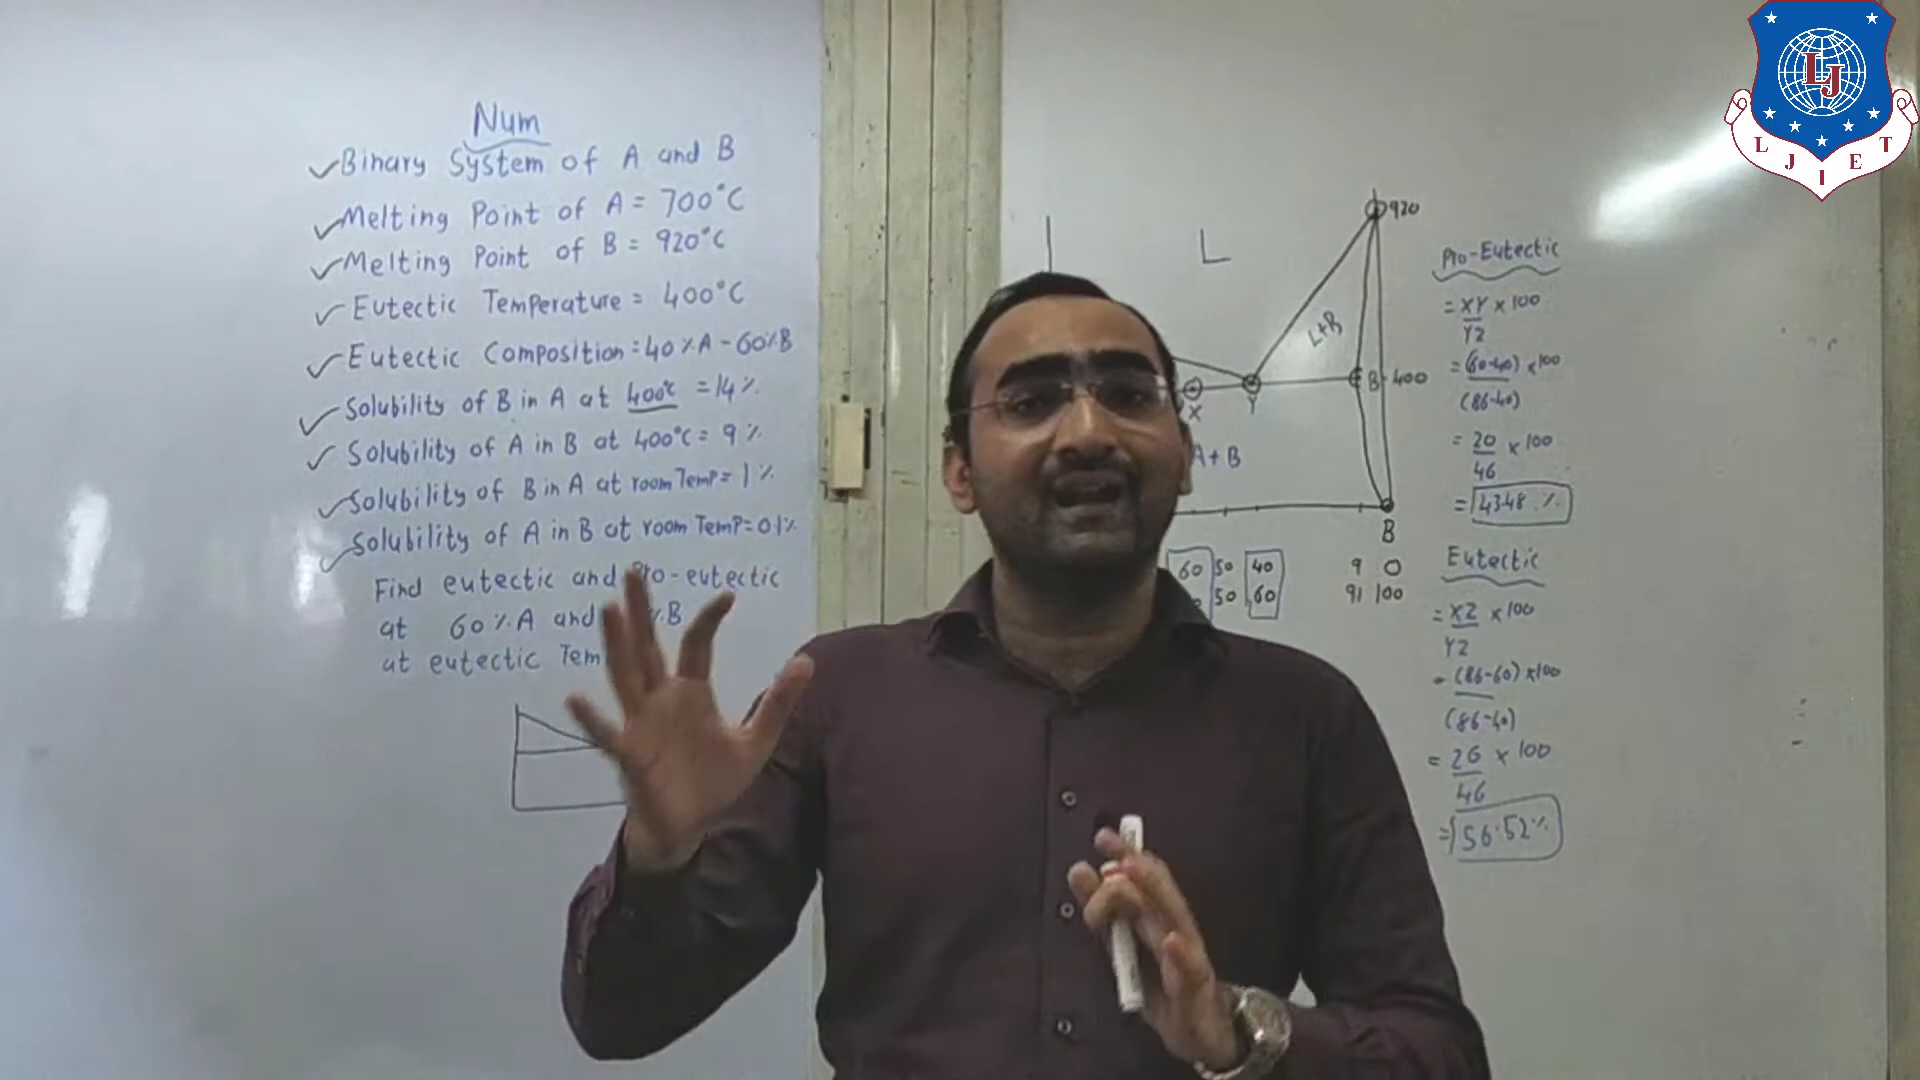 Num
Binary System of A and B
Melting Point of A = 700°C
Melting Point of B = 920°C
Eutectic Temperature = 400°C
Eutectic Composition = 40%A - 60%B
Solubility of B in A at 400°C = 14%
Solubility of A in B at 400°C = 9%
Solubility of B in A at room Temp = 1%
Solubility of A in B at room Temp = 0.1%
Find eutectic and Pro-eutectic
at 60%A and %B
at eutectic Tem
L
920
L+B
X
Y
B
400
A+B
B
60 50 40 9 0
50 60 91 100
Pro-Eutectic
= XY × 100
YZ
= (60-40) × 100
(86-40)
= 20 × 100
46
= 43.48 %
Eutectic
= XZ × 100
YZ
= (86-60) × 100
(86-40)
= 26 × 100
46
= 56.52%
LJ
L J I E T